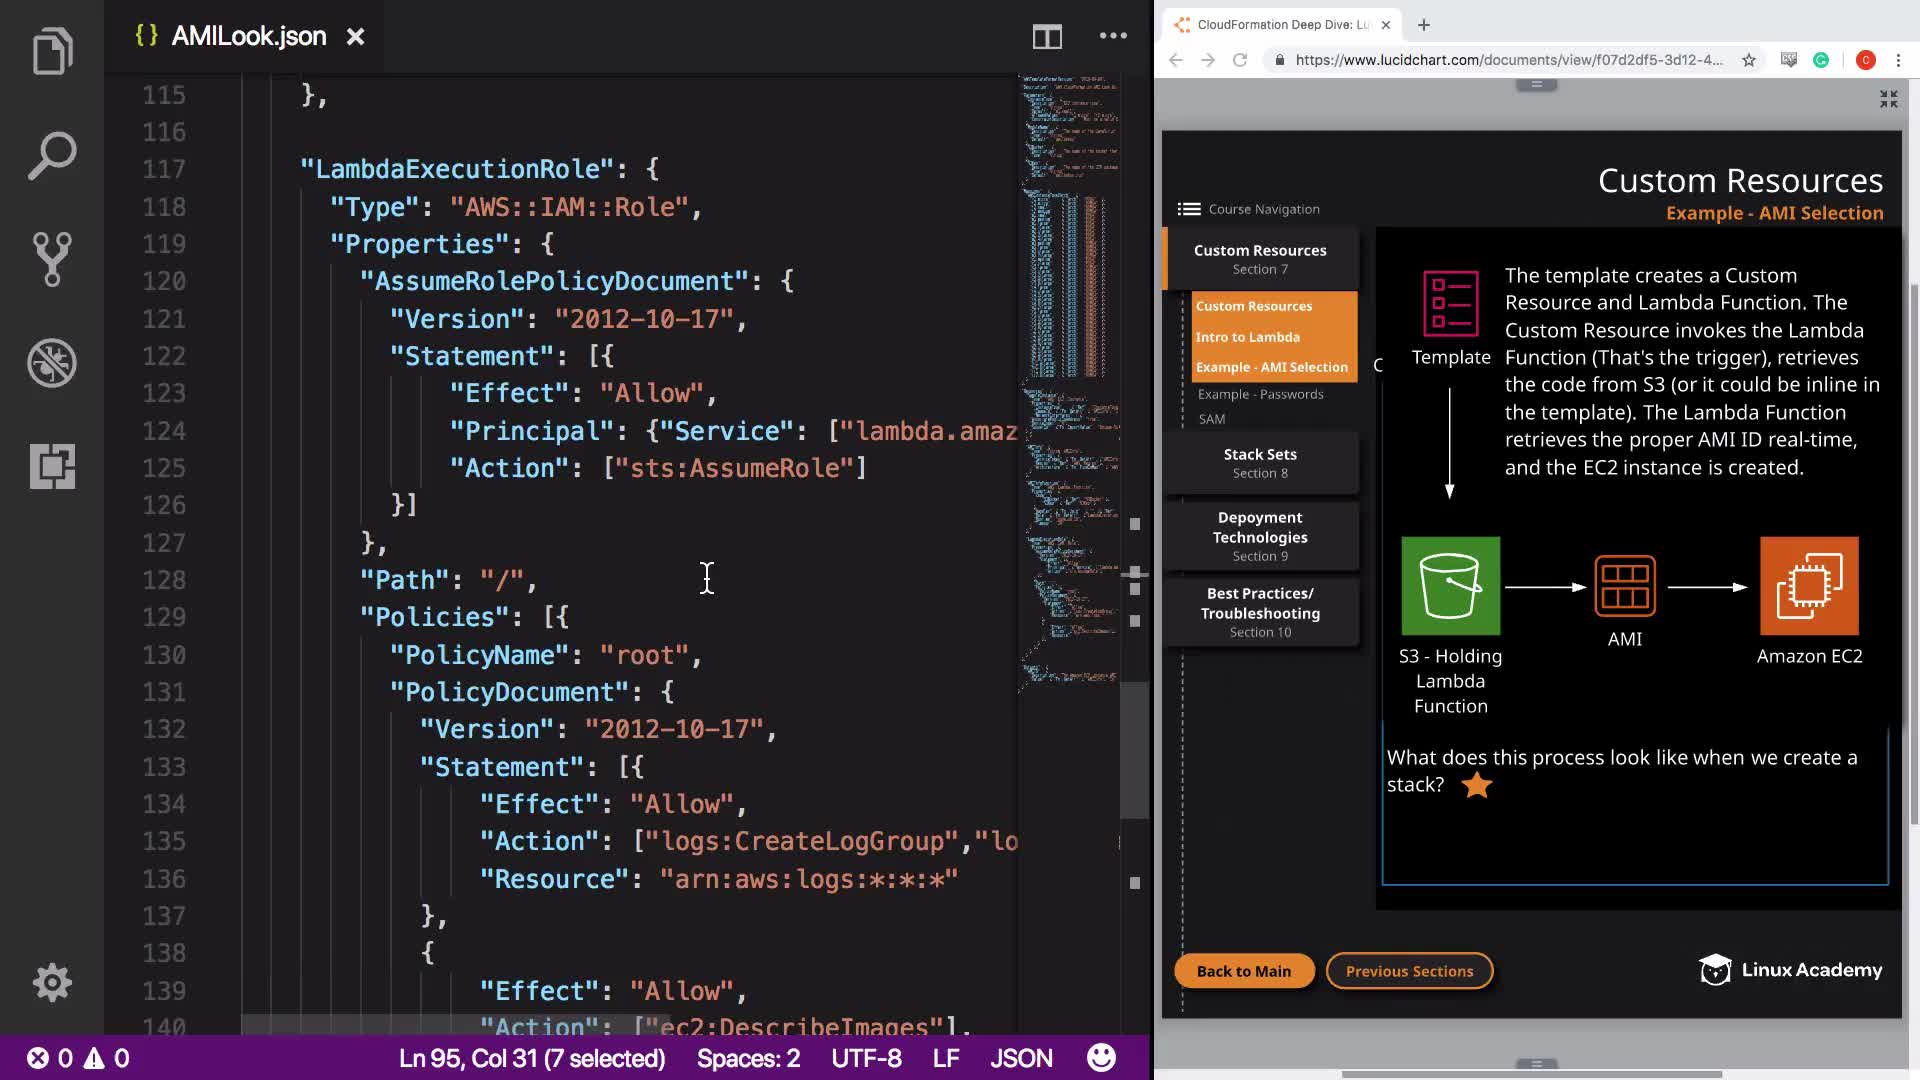 {} AMILook.json
115 },
116
117 "LambdaExecutionRole": {
118 "Type": "AWS::IAM::Role",
119 "Properties": {
120 "AssumeRolePolicyDocument": {
121 "Version": "2012-10-17",
122 "Statement": [{
123 "Effect": "Allow",
124 "Principal": {"Service": ["lambda.amaz
125 "Action": ["sts:AssumeRole"]
126 }]
127 },
128 "Path": "/",
129 "Policies": [{
130 "PolicyName": "root",
131 "PolicyDocument": {
132 "Version": "2012-10-17",
133 "Statement": [{
134 "Effect": "Allow",
135 "Action": ["logs:CreateLogGroup","lo
136 "Resource": "arn:aws:logs:*:*:*"
137 },
138 {
139 "Effect": "Allow",
140 "Action": ["ec2:DescribeImages"],
0 0
Ln 95, Col 31 (7 selected) Spaces: 2 UTF-8 LF JSON
CloudFormation Deep Dive: Lu
https://www.lucidchart.com/documents/view/f07d2df5-3d12-4...
C
Custom Resources
Example - AMI Selection
Course Navigation
Custom Resources
Section 7
Custom Resources
Intro to Lambda
Example - AMI Selection
Example - Passwords
SAM
Stack Sets
Section 8
Depoyment
Technologies
Section 9
Best Practices/
Troubleshooting
Section 10
C
Template
The template creates a Custom
Resource and Lambda Function. The
Custom Resource invokes the Lambda
Function (That's the trigger), retrieves
the code from S3 (or it could be inline in
the template). The Lambda Function
retrieves the proper AMI ID real-time,
and the EC2 instance is created.
S3 - Holding
Lambda
Function
AMI
Amazon EC2
What does this process look like when we create a
stack?
Back to Main
Previous Sections
Linux Academy